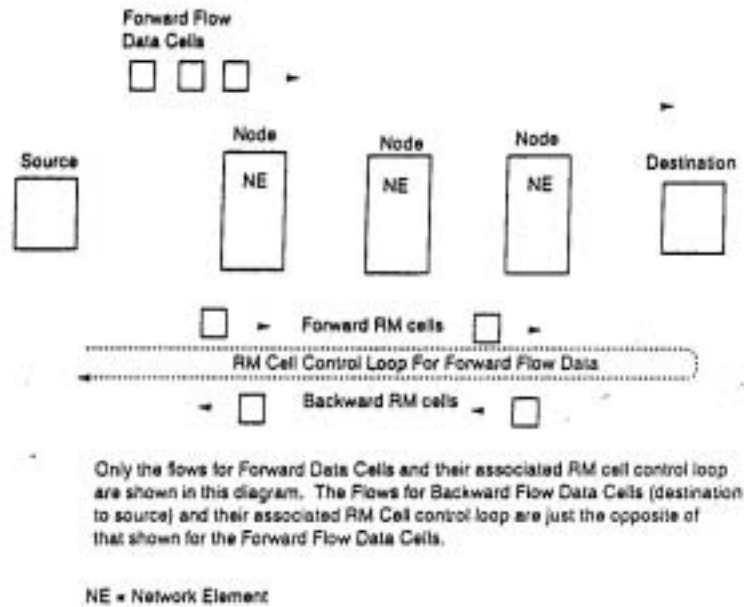 Forward Flow
Data Cells
Source
Node
Node
Node
Destination
NE
NE
NE
Forward RM cells
RM Cell Control Loop For Forward Flow Data
Backward RM cells
Only the flows for Forward Data Cells and their associated RM cell control loop
are shown in this diagram. The Flows for Backward Flow Data Cells (destination
to source) and their associated RM Cell control loop are just the opposite of
that shown for the Forward Flow Data Cells.
NE = Network Element